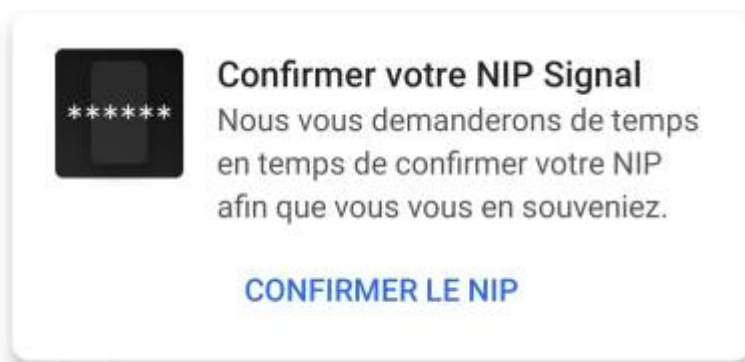 ******
Confirmer votre NIP Signal
Nous vous demanderons de temps
en temps de confirmer votre NIP
afin que vous vous en souveniez.
CONFIRMER LE NIP